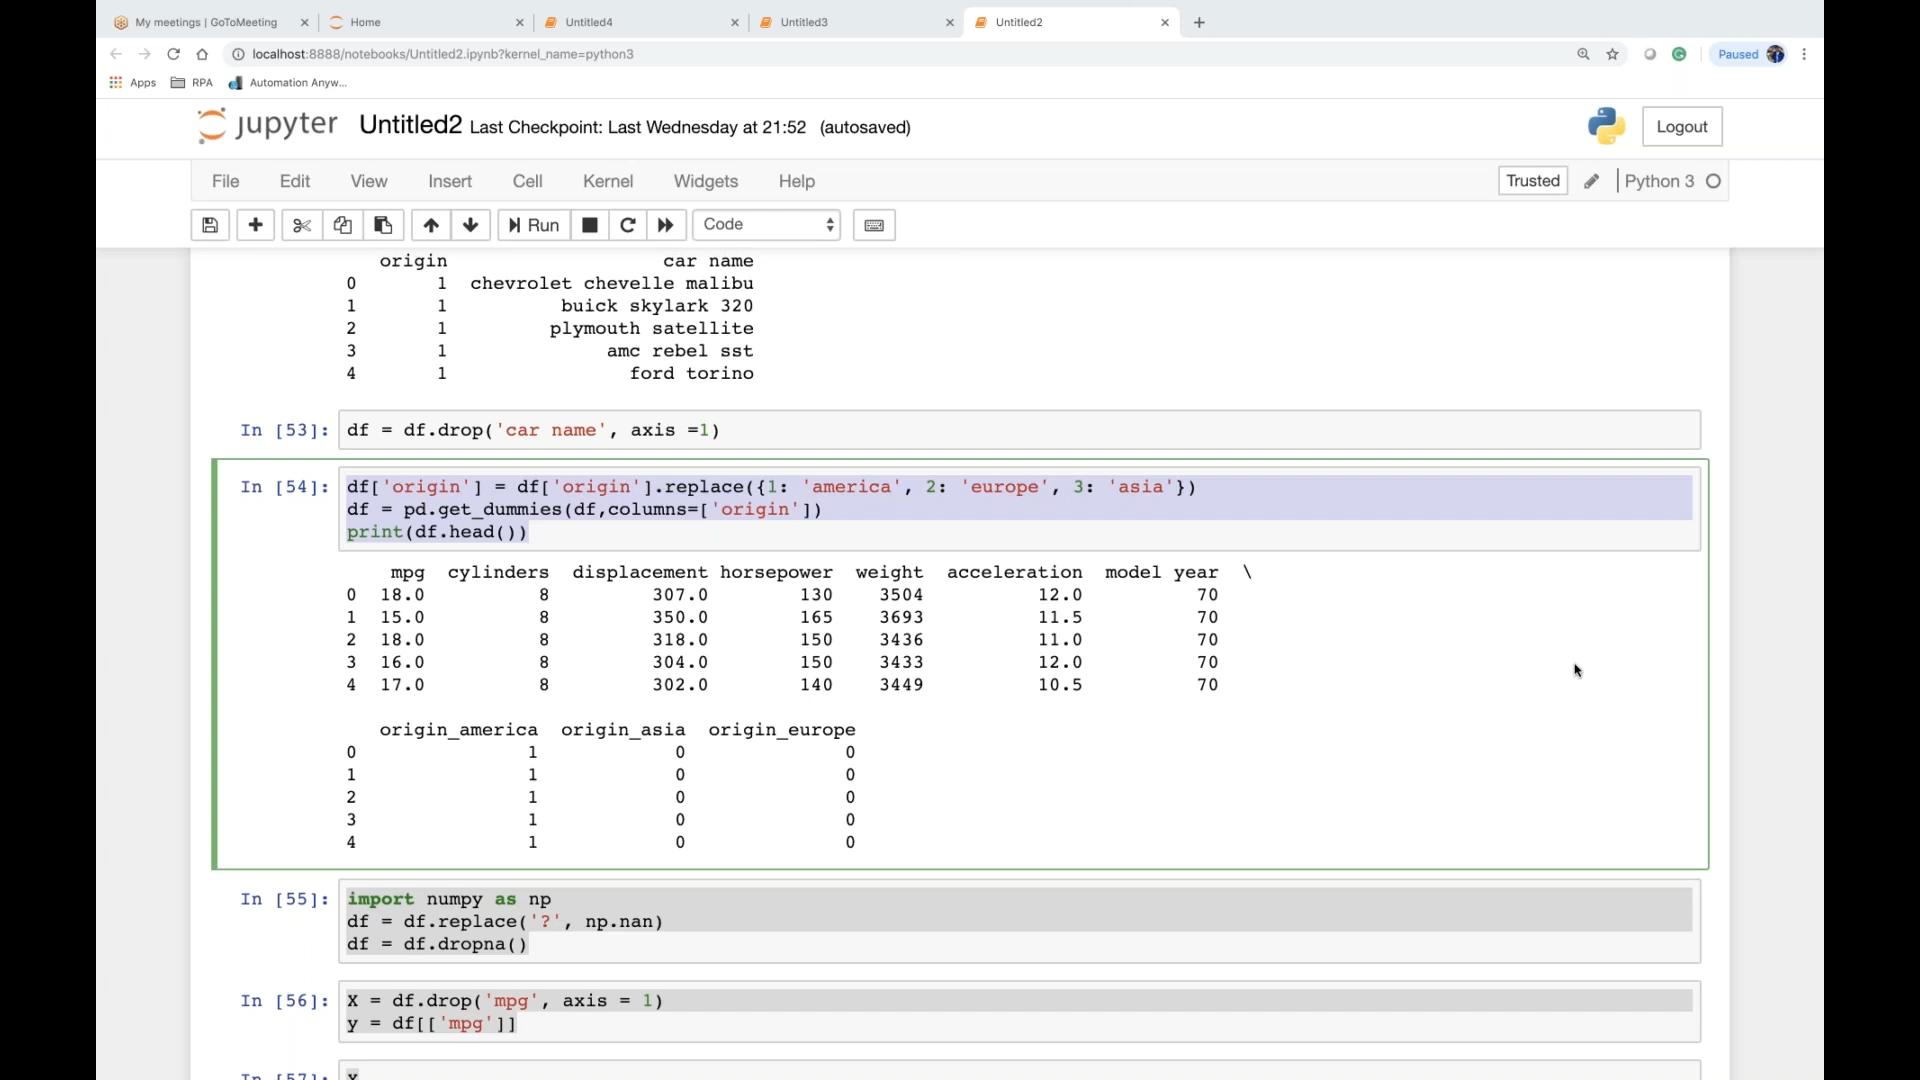 My meetings | GoToMeeting
Home
Untitled4
Untitled3
Untitled2
localhost:8888/notebooks/Untitled2.ipynb?kernel_name=python3
Paused
Apps
RPA
Automation Anyw...
jupyter Untitled2 Last Checkpoint: Last Wednesday at 21:52 (autosaved)
Logout
File Edit View Insert Cell Kernel Widgets Help
Trusted
Python 3
Run
Code
origin car name
0 1 chevrolet chevelle malibu
1 1 buick skylark 320
2 1 plymouth satellite
3 1 amc rebel sst
4 1 ford torino
In [53]: df = df.drop('car name', axis =1)
In [54]: df['origin'] = df['origin'].replace({1: 'america', 2: 'europe', 3: 'asia'})
df = pd.get_dummies(df,columns=['origin'])
print(df.head())
mpg cylinders displacement horsepower weight acceleration model year \
0 18.0 8 307.0 130 3504 12.0 70
1 15.0 8 350.0 165 3693 11.5 70
2 18.0 8 318.0 150 3436 11.0 70
3 16.0 8 304.0 150 3433 12.0 70
4 17.0 8 302.0 140 3449 10.5 70
origin_america origin_asia origin_europe
0 1 0 0
1 1 0 0
2 1 0 0
3 1 0 0
4 1 0 0
In [55]: import numpy as np
df = df.replace('?', np.nan)
df = df.dropna()
In [56]: X = df.drop('mpg', axis = 1)
y = df[['mpg']]
In [57]: